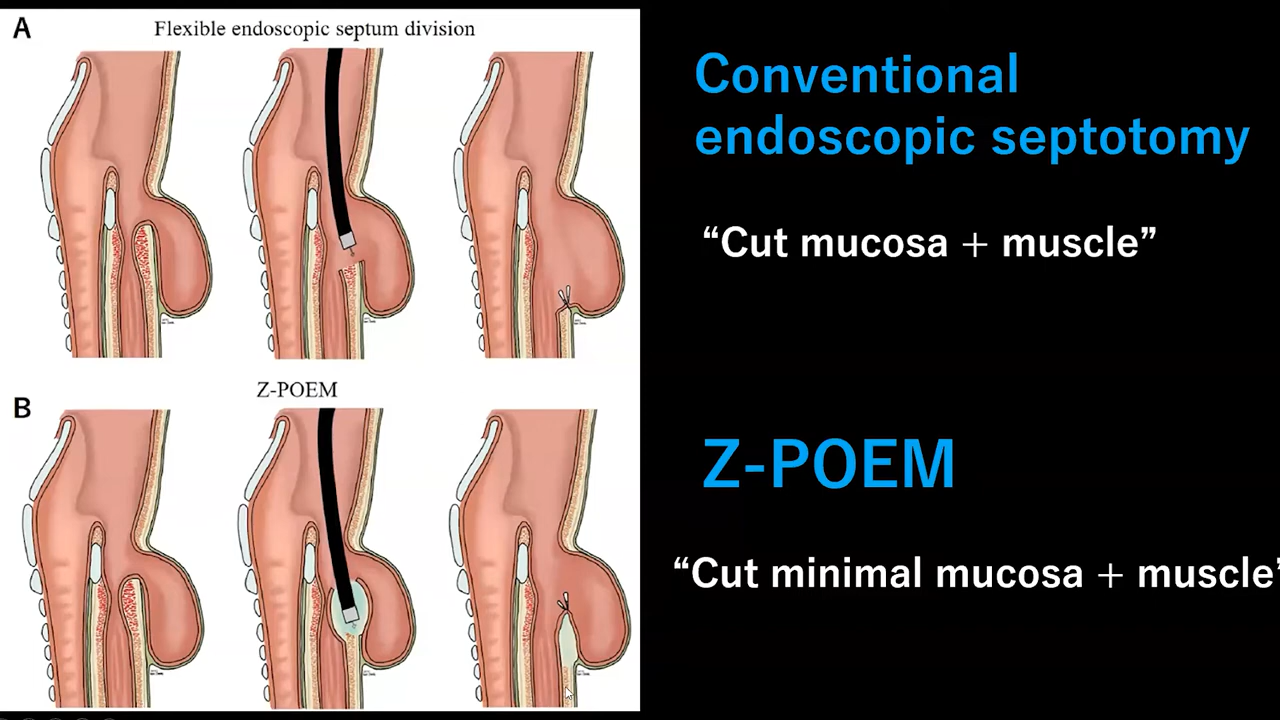 A
Flexible endoscopic septum division
Conventional
endoscopic septotomy
“Cut mucosa + muscle”
B
Z-POEM
Z-POEM
“Cut minimal mucosa + muscle”